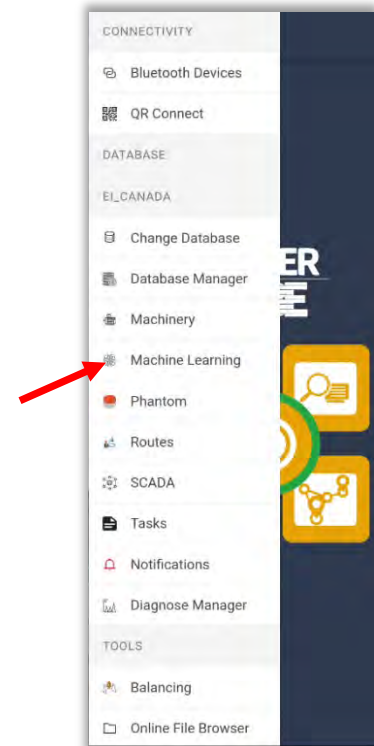 CONNECTIVITY
Bluetooth Devices
QR Connect
DATABASE
EI_CANADA
Change Database
Database Manager
ER
Machinery
Machine Learning
Phantom
Routes
SCADA
Tasks
Notifications
Diagnose Manager
TOOLS
Balancing
Online File Browser